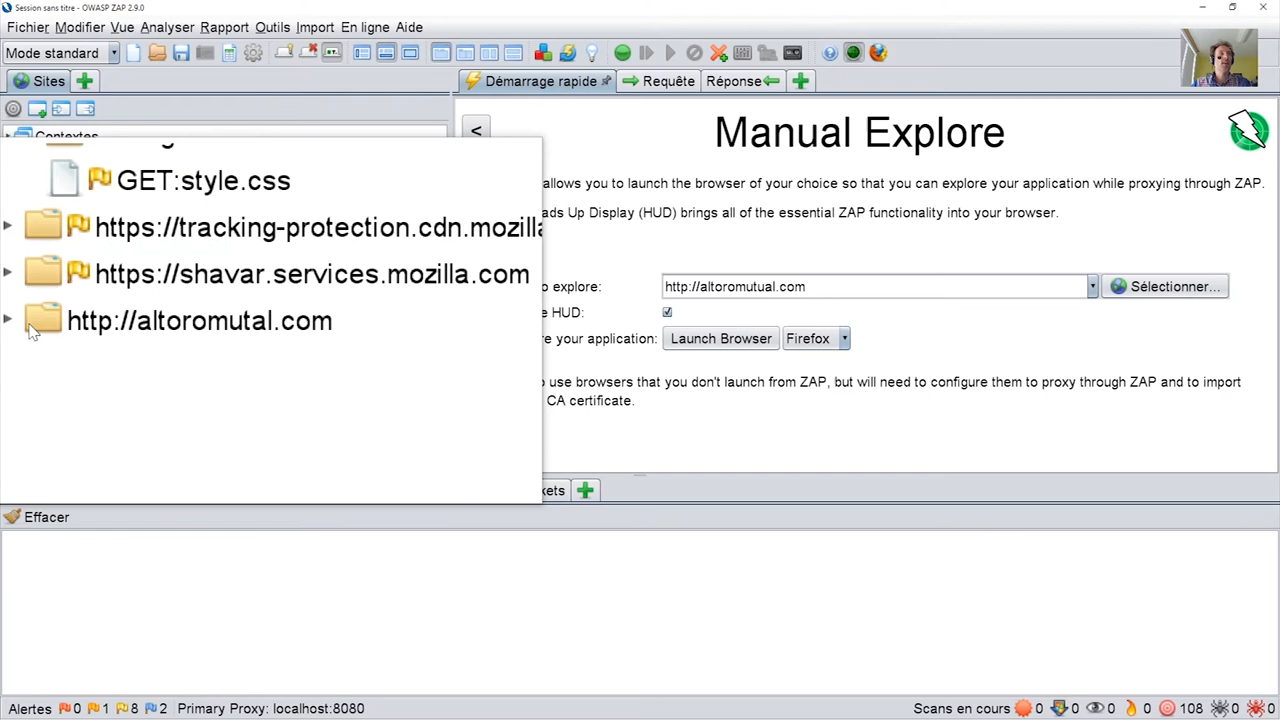 Session sans titre - OWASP ZAP 2.9.0
Fichier Modifier Vue Analyser Rapport Outils Import En ligne Aide
Mode standard
Sites
Démarrage rapide Requête Réponse
Contextes
<
Manual Explore
allows you to launch the browser of your choice so that you can explore your application while proxying through ZAP.
ads Up Display (HUD) brings all of the essential ZAP functionality into your browser.
GET:style.css
https://tracking-protection.cdn.mozilla
https://shavar.services.mozilla.com
http://altoromutal.com
o explore: http://altoromutual.com Sélectionner...
e HUD:
re your application: Launch Browser Firefox
o use browsers that you don't launch from ZAP, but will need to configure them to proxy through ZAP and to import
CA certificate.
kets
Effacer
Alertes 0 1 8 2 Primary Proxy: localhost:8080 Scans en cours 0 0 0 0 108 0 0